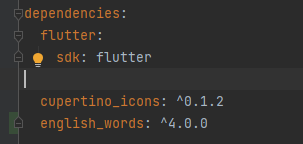 dependencies:
flutter:
sdk: flutter
cupertino_icons: ^0.1.2
english_words: ^4.0.0